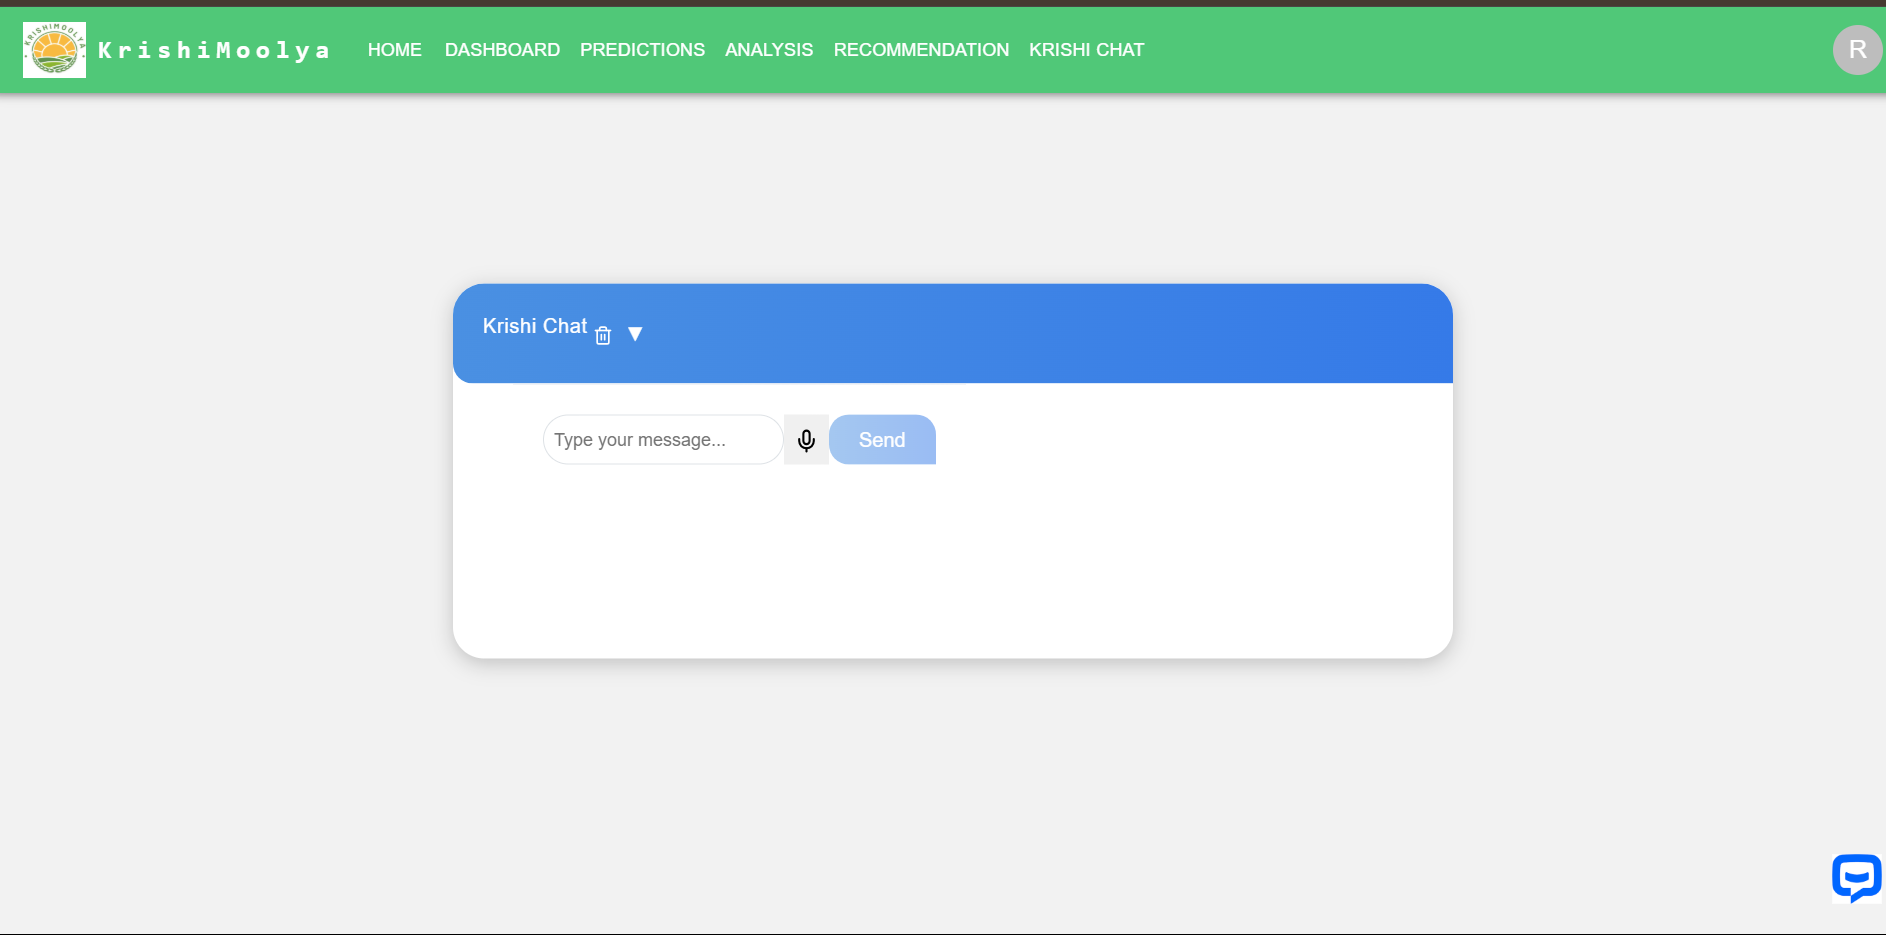 KRISHIMOOLYA
KrishiMoolya HOME DASHBOARD PREDICTIONS ANALYSIS RECOMMENDATION KRISHI CHAT R
Krishi Chat ▼
Type your message... Send